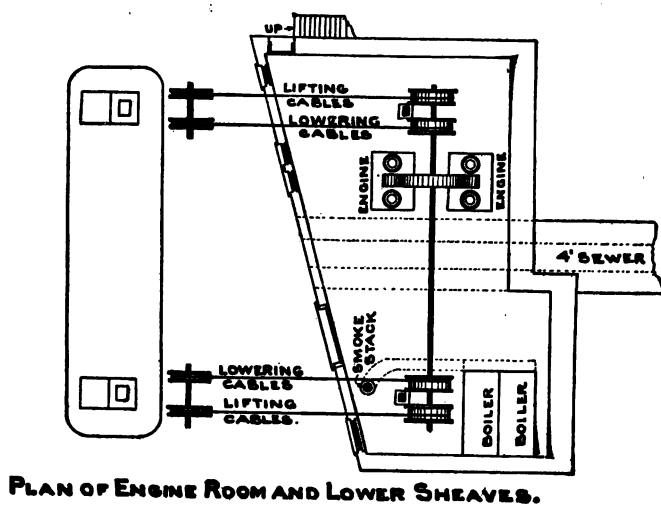 UP
LIFTING
CABLES
LOWERING
CABLES
ENGINE
ENGINE
4' SEWER
SMOKE
STACK
LOWERING
CABLES
LIFTING
CABLES.
BOILER
BOILER
PLAN OF ENGINE ROOM AND LOWER SHEAVES.